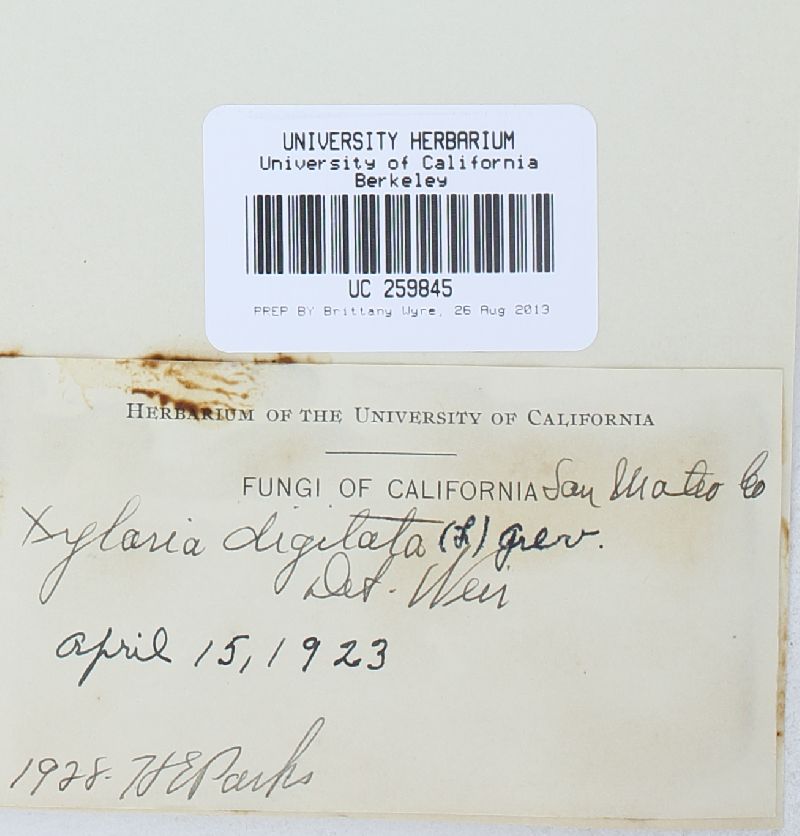 UNIVERSITY HERBARIUM
University of California
Berkeley
UC 259845
PREP BY Brittany Wyre, 26 Aug 2013
HERBARIUM OF THE UNIVERSITY OF CALIFORNIA
FUNGI OF CALIFORNIA San Mateo Co
Xylaria digitata (L) Grev.
Det. Weir
april 15, 1923
1928. H E Parks